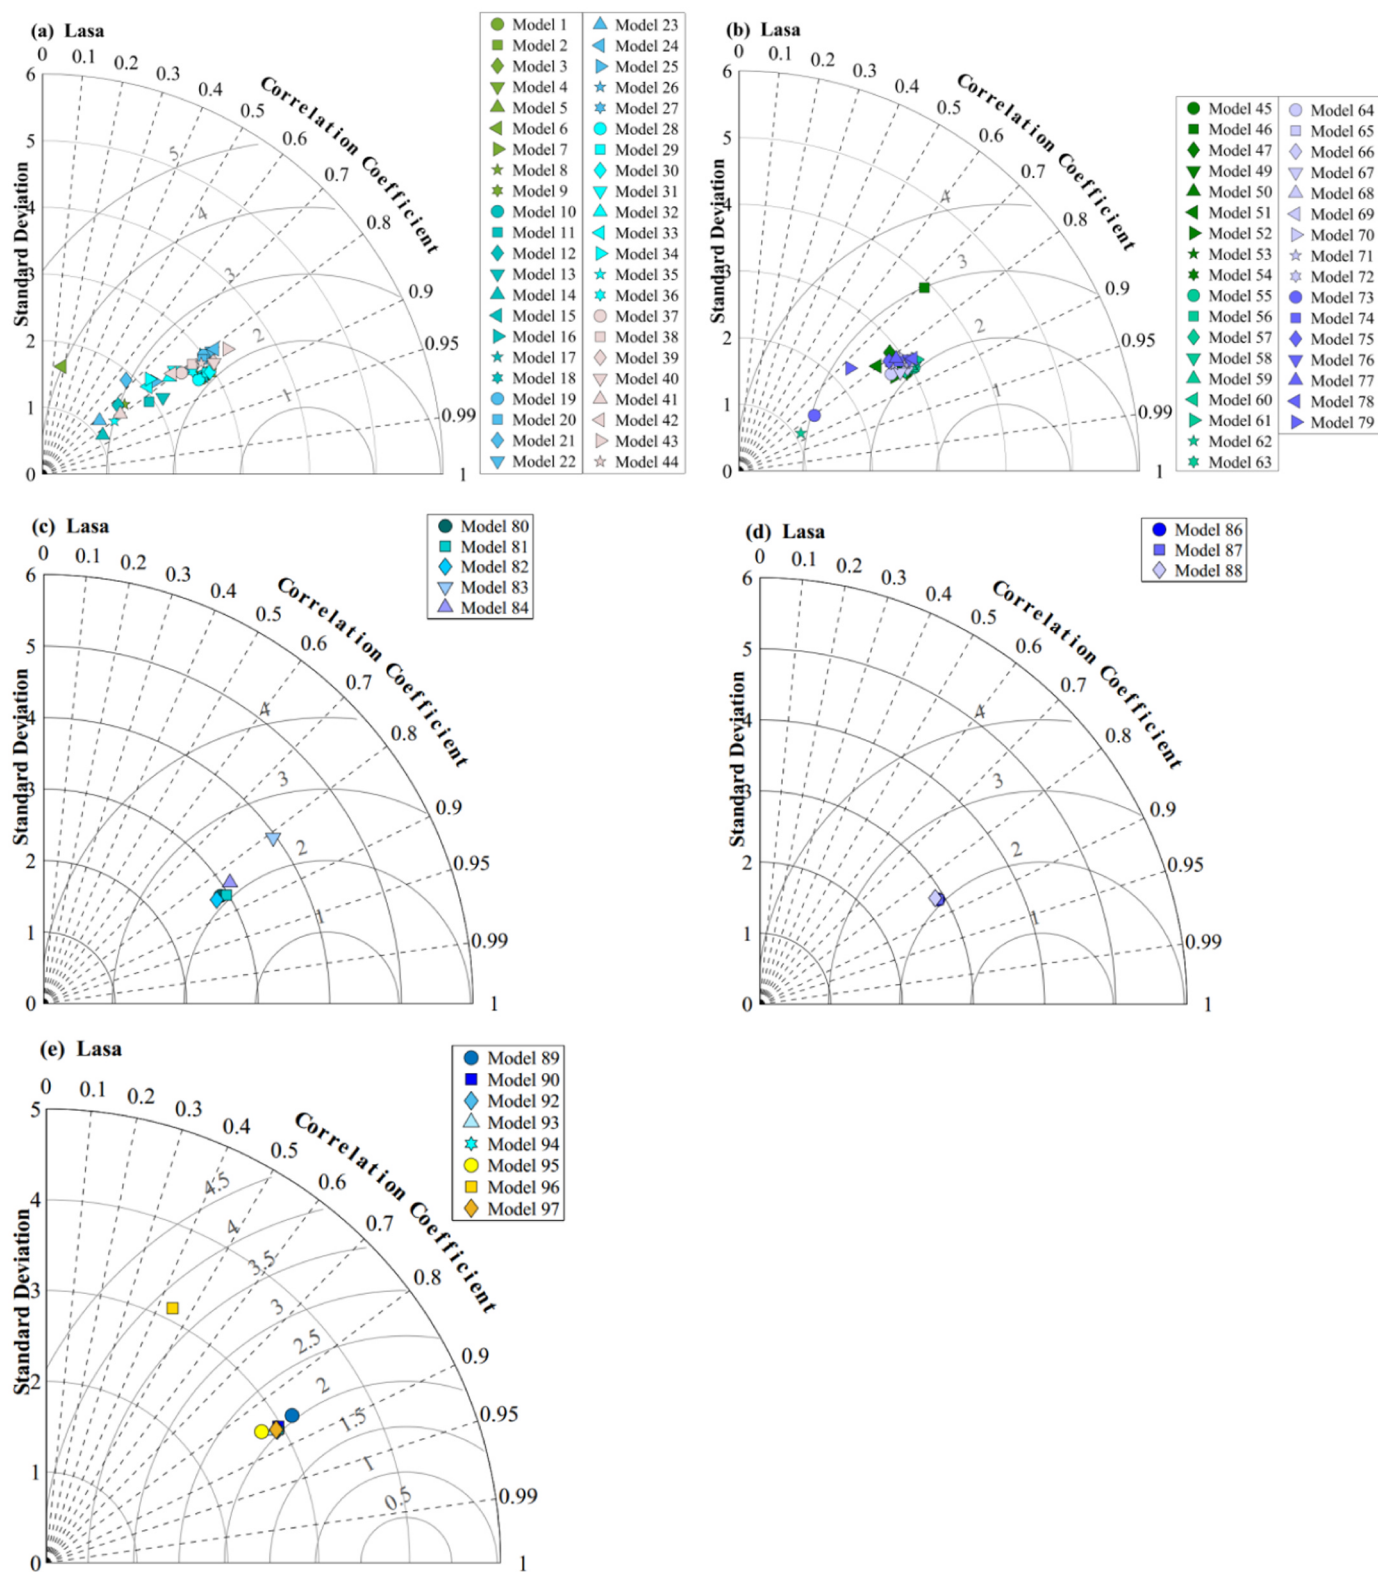 (a) Lasa
0
0.1
0.2
0.3
0.4
0.5
0.6
0.7
0.8
0.9
0.95
0.99
1
Correlation Coefficient
Standard Deviation
6
5
4
3
2
1
0
5
4
3
2
1
Model 1
Model 2
Model 3
Model 4
Model 5
Model 6
Model 7
Model 8
Model 9
Model 10
Model 11
Model 12
Model 13
Model 14
Model 15
Model 16
Model 17
Model 18
Model 19
Model 20
Model 21
Model 22
Model 23
Model 24
Model 25
Model 26
Model 27
Model 28
Model 29
Model 30
Model 31
Model 32
Model 33
Model 34
Model 35
Model 36
Model 37
Model 38
Model 39
Model 40
Model 41
Model 42
Model 43
Model 44
(b) Lasa
0
0.1
0.2
0.3
0.4
0.5
0.6
0.7
0.8
0.9
0.95
0.99
1
Correlation Coefficient
Standard Deviation
6
5
4
3
2
1
0
4
3
2
1
Model 45
Model 46
Model 47
Model 49
Model 50
Model 51
Model 52
Model 53
Model 54
Model 55
Model 56
Model 57
Model 58
Model 59
Model 60
Model 61
Model 62
Model 63
Model 64
Model 65
Model 66
Model 67
Model 68
Model 69
Model 70
Model 71
Model 72
Model 73
Model 74
Model 75
Model 76
Model 77
Model 78
Model 79
(c) Lasa
0
0.1
0.2
0.3
0.4
0.5
0.6
0.7
0.8
0.9
0.95
0.99
1
Correlation Coefficient
Standard Deviation
6
5
4
3
2
1
0
4
3
2
1
Model 80
Model 81
Model 82
Model 83
Model 84
(d) Lasa
0
0.1
0.2
0.3
0.4
0.5
0.6
0.7
0.8
0.9
0.95
0.99
1
Correlation Coefficient
Standard Deviation
6
5
4
3
2
1
0
4
3
2
1
Model 86
Model 87
Model 88
(e) Lasa
0
0.1
0.2
0.3
0.4
0.5
0.6
0.7
0.8
0.9
0.95
0.99
1
Correlation Coefficient
Standard Deviation
5
4
3
2
1
0
4.5
4
3.5
3
2.5
2
1.5
1
0.5
Model 89
Model 90
Model 92
Model 93
Model 94
Model 95
Model 96
Model 97